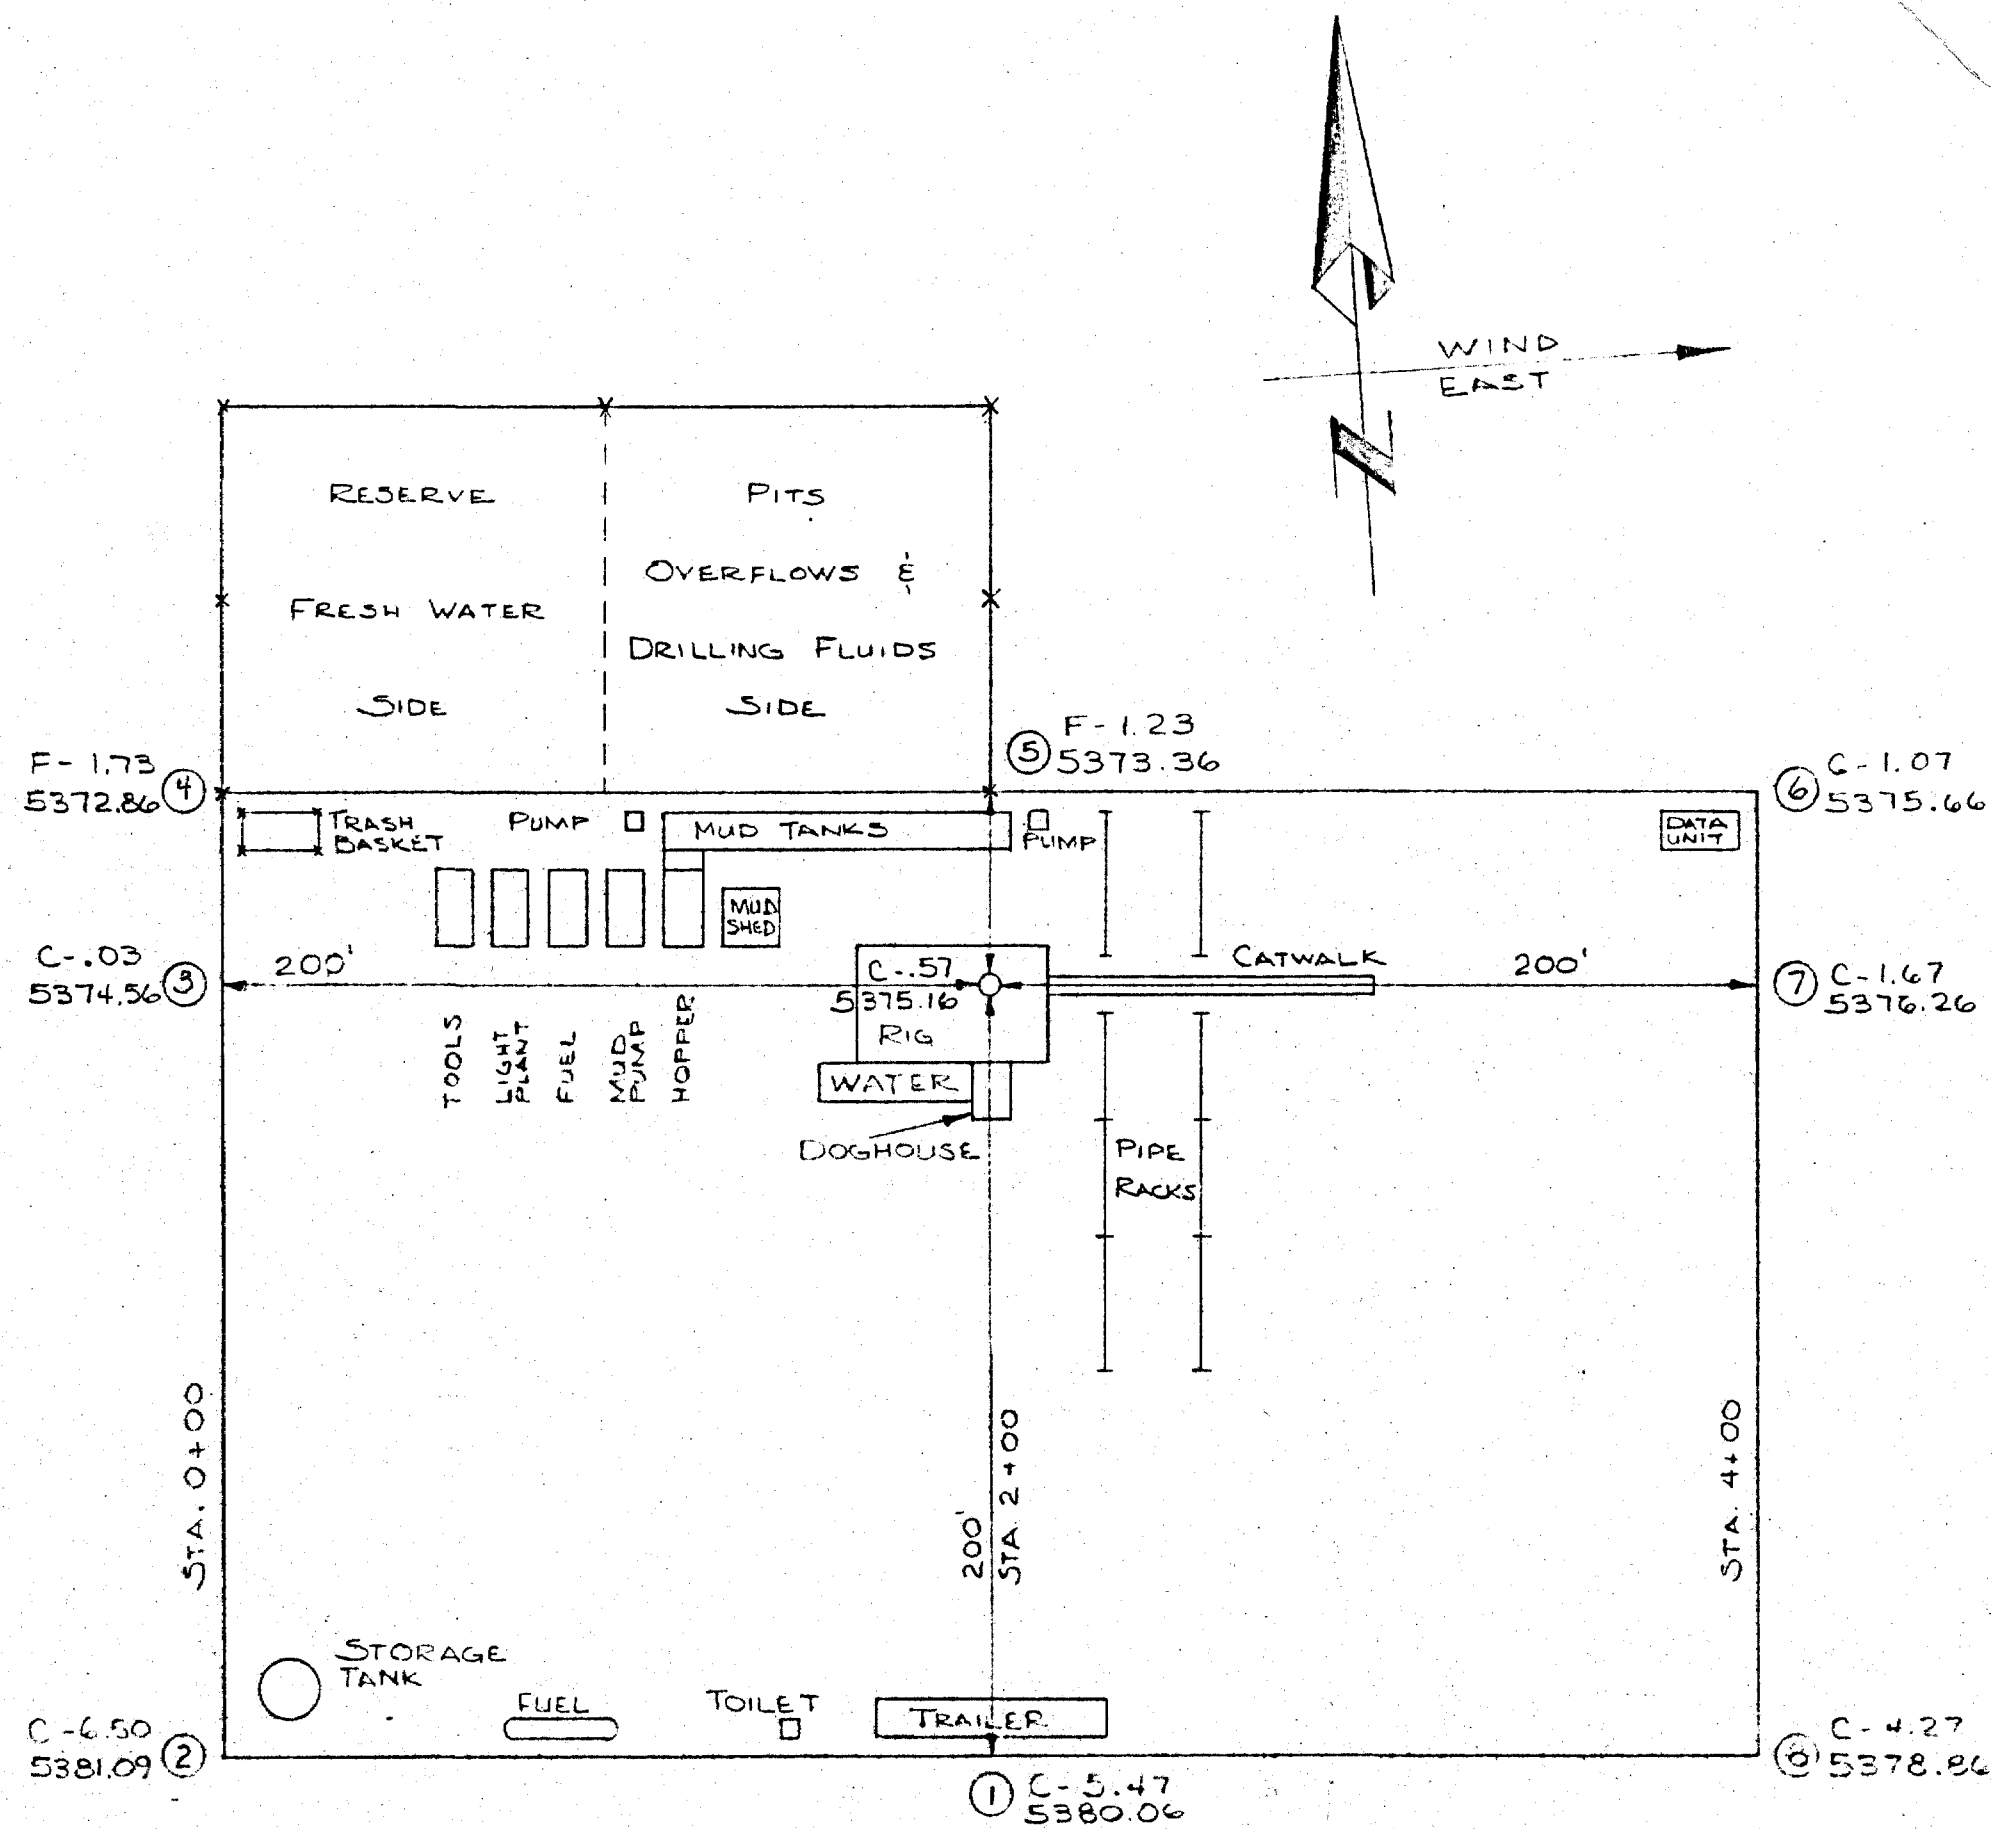 WIND
EAST
RESERVE
PITS
OVERFLOWS &
FRESH WATER
DRILLING FLUIDS
SIDE
SIDE
F-1.73
5372.86 4
5 F-1.23
5373.36
6 C-1.07
5375.66
TRASH
BASKET
PUMP
MUD TANKS
PUMP
DATA
UNIT
MUD
SHED
C-.03
5374.56 3
200'
C-.57
5375.16
RIG
CATWALK
200'
7 C-1.67
5376.26
TOOLS
LIGHT
PLANT
FUEL
MUD
PUMP
HOPPER
WATER
DOGHOUSE
PIPE
RACKS
STA. 0+00
200'
STA. 2+00
STA. 4+00
STORAGE
TANK
FUEL
TOILET
TRAILER
C-6.50
5381.09 2
1 C-5.47
5380.06
8 C-4.27
5378.86